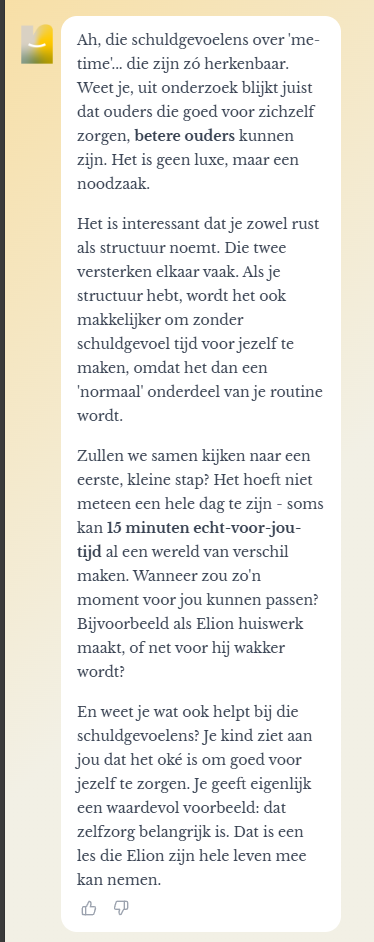 Ah, die schuldgevoelens over 'me-
time'... die zijn zó herkenbaar.
Weet je, uit onderzoek blijkt juist
dat ouders die goed voor zichzelf
zorgen, betere ouders kunnen
zijn. Het is geen luxe, maar een
noodzaak.
Het is interessant dat je zowel rust
als structuur noemt. Die twee
versterken elkaar vaak. Als je
structuur hebt, wordt het ook
makkelijker om zonder
schuldgevoel tijd voor jezelf te
maken, omdat het dan een
'normaal' onderdeel van je routine
wordt.
Zullen we samen kijken naar een
eerste, kleine stap? Het hoeft niet
meteen een hele dag te zijn - soms
kan 15 minuten echt-voor-jou-
tijd al een wereld van verschil
maken. Wanneer zou zo'n
moment voor jou kunnen passen?
Bijvoorbeeld als Elion huiswerk
maakt, of net voor hij wakker
wordt?
En weet je wat ook helpt bij die
schuldgevoelens? Je kind ziet aan
jou dat het oké is om goed voor
jezelf te zorgen. Je geeft eigenlijk
een waardevol voorbeeld: dat
zelfzorg belangrijk is. Dat is een
les die Elion zijn hele leven mee
kan nemen.